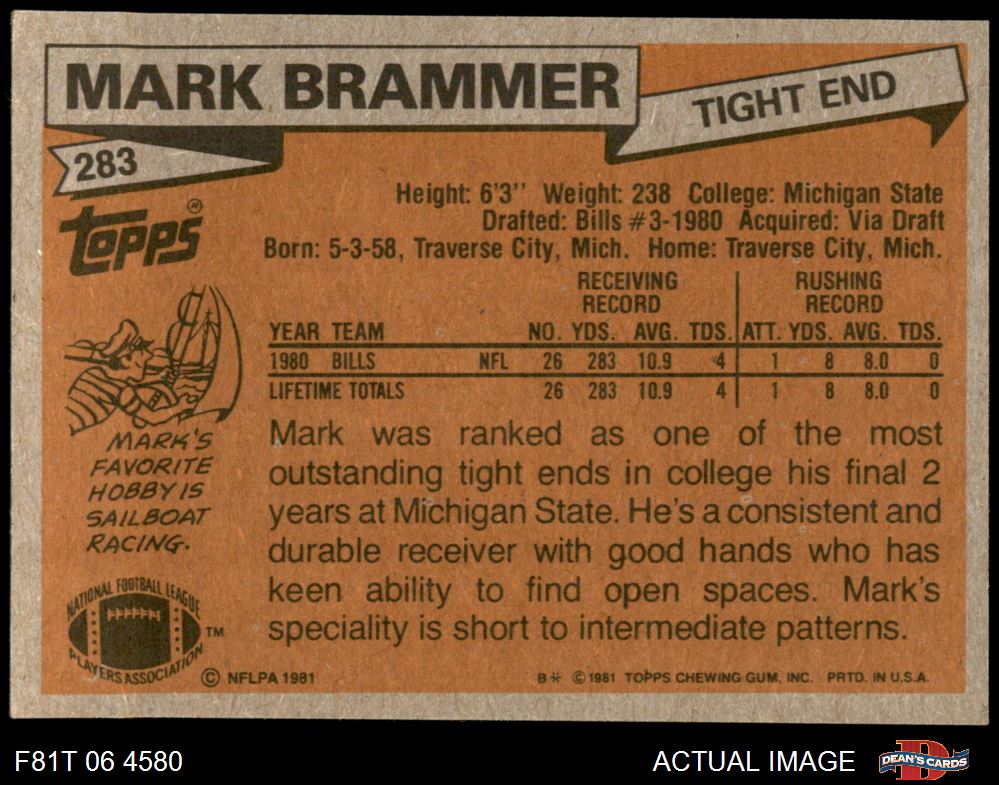 MARK BRAMMER
TIGHT END
283
TOPPS®
Height: 6'3'' Weight: 238 College: Michigan State
Drafted: Bills #3-1980 Acquired: Via Draft
Born: 5-3-58, Traverse City, Mich. Home: Traverse City, Mich.
RECEIVING RECORD RUSHING RECORD
YEAR TEAM NO. YDS. AVG. TDS. ATT. YDS. AVG. TDS.
1980 BILLS NFL 26 283 10.9 4 1 8 8.0 0
LIFETIME TOTALS 26 283 10.9 4 1 8 8.0 0
MARK'S
FAVORITE
HOBBY IS
SAILBOAT
RACING.
Mark was ranked as one of the most
outstanding tight ends in college his final 2
years at Michigan State. He's a consistent and
durable receiver with good hands who has
keen ability to find open spaces. Mark's
speciality is short to intermediate patterns.
NATIONAL FOOTBALL LEAGUE
PLAYERS ASSOCIATION
TM
© NFLPA 1981
B* © 1981 TOPPS CHEWING GUM, INC. PRTD. IN U.S.A.
F81T 06 4580
ACTUAL IMAGE
DEAN'S CARDS